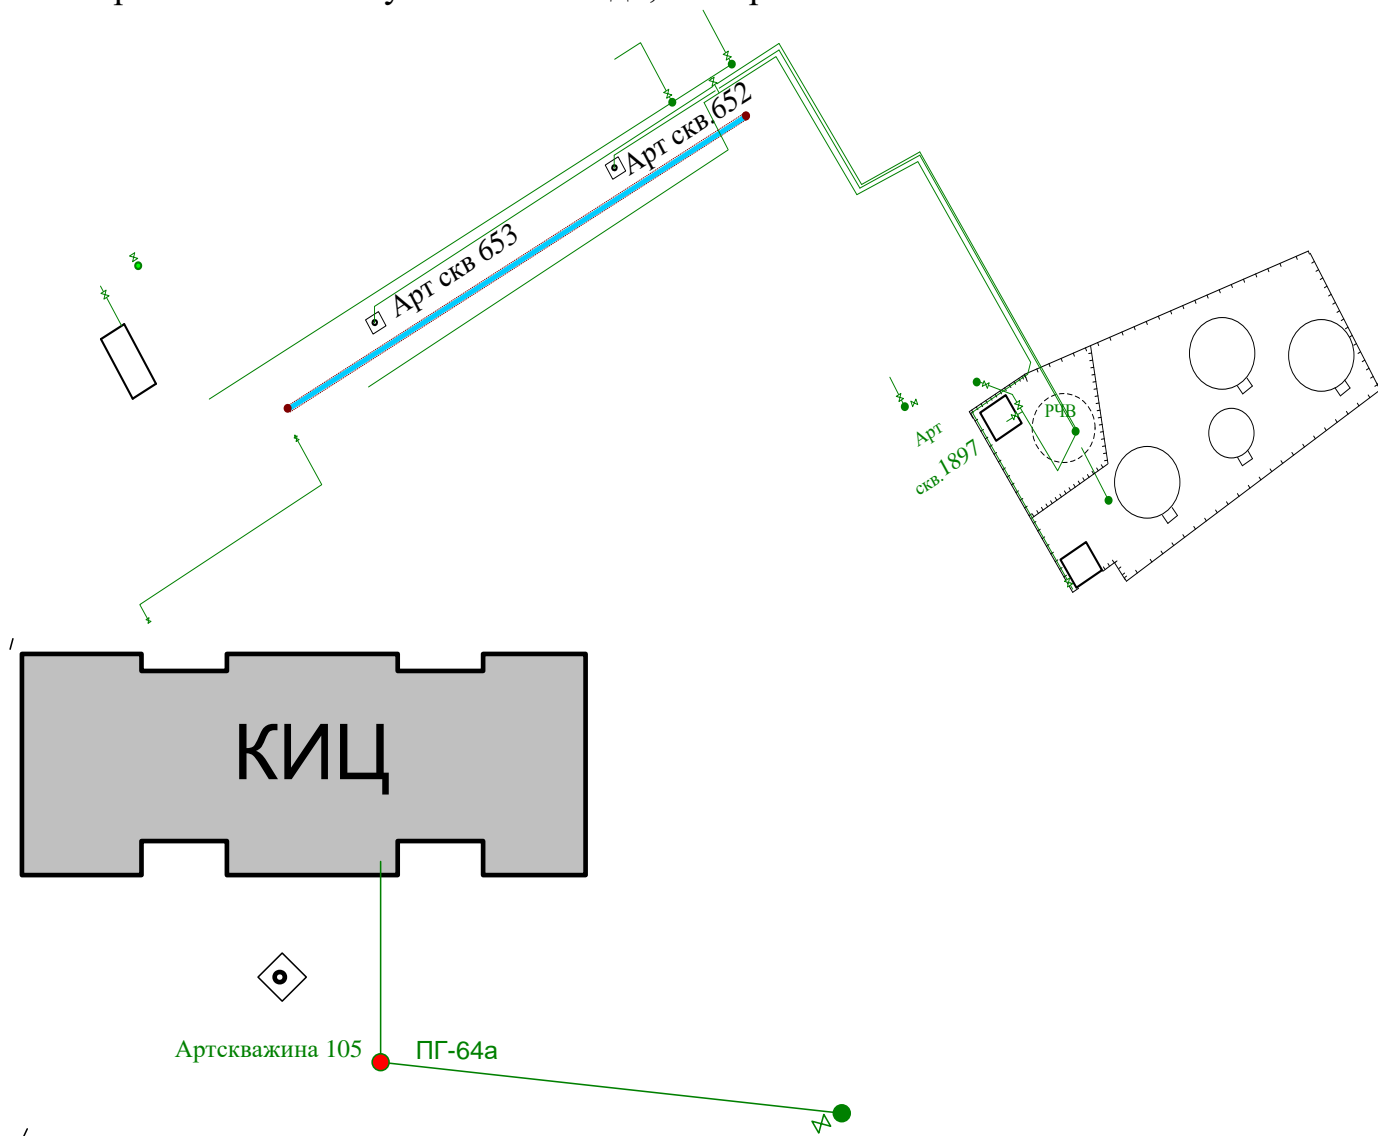 Арт скв.652
Арт скв 653
РЧВ
Арт
скв.1897
КИЦ
Артскважина 105
ПГ-64а